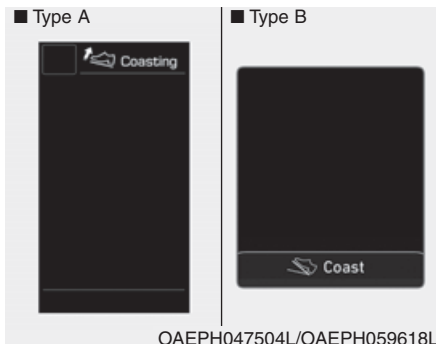 ■ Type A
■ Type B
Coasting
Coast
OAEPH047504L/OAEPH059618L